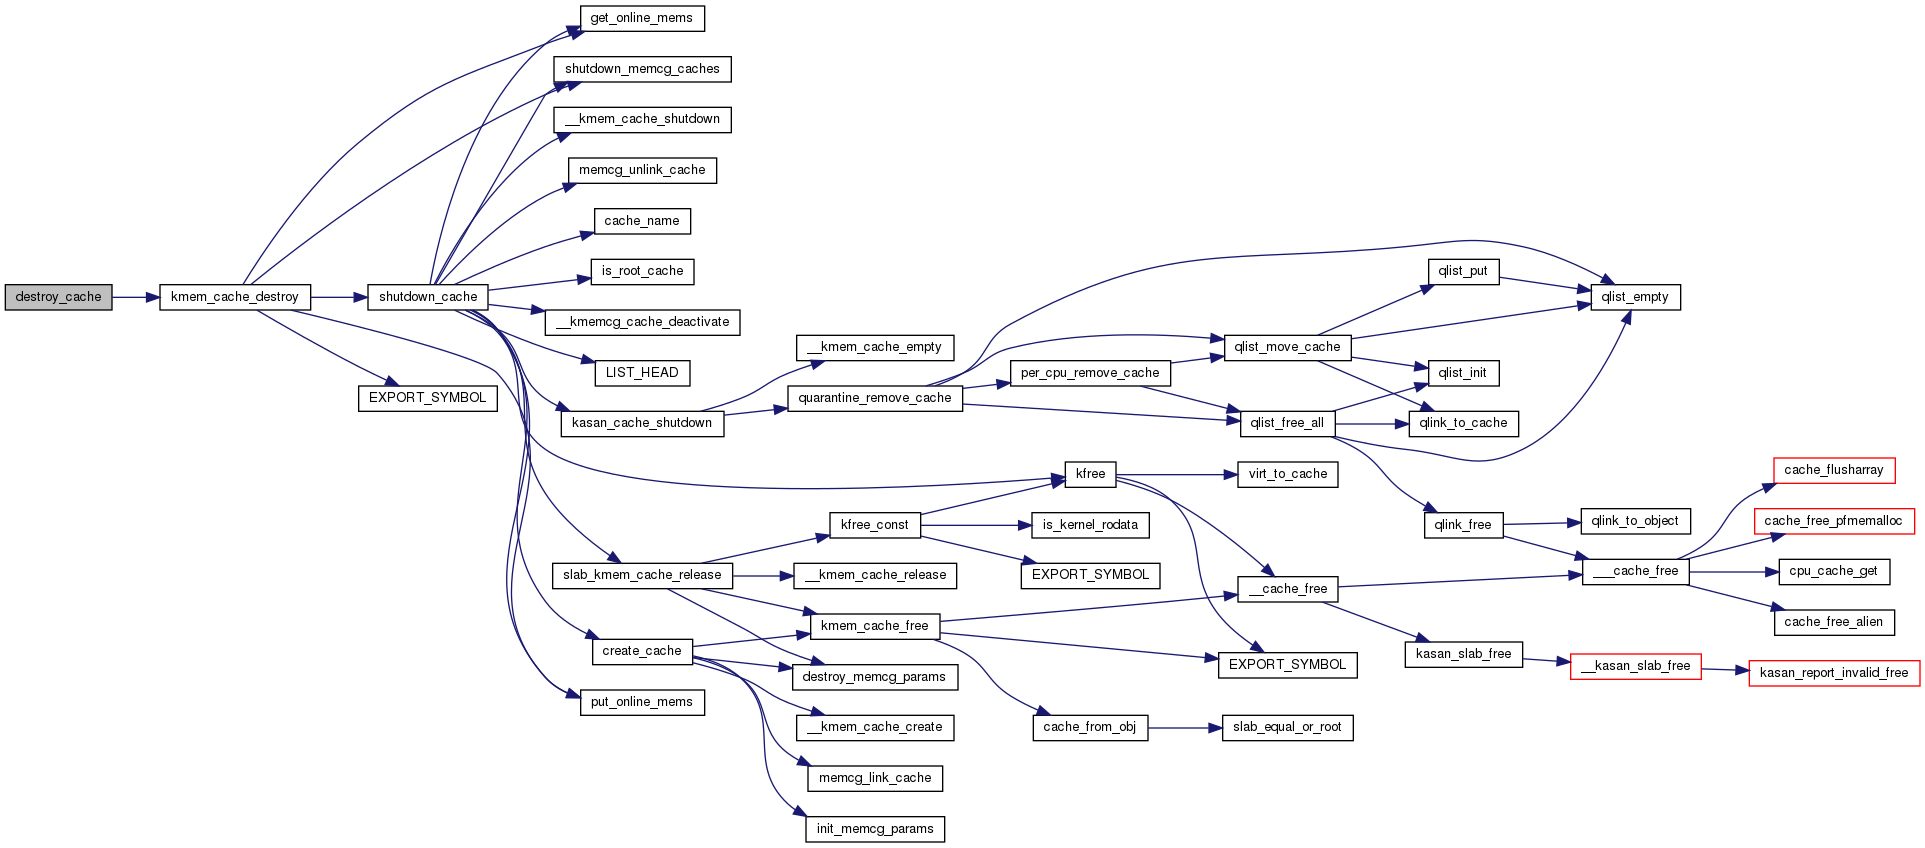 destroy_cache
kmem_cache_destroy
shutdown_cache
EXPORT_SYMBOL
get_online_mems
shutdown_memcg_caches
__kmem_cache_shutdown
memcg_unlink_cache
cache_name
is_root_cache
__kmemcg_cache_deactivate
LIST_HEAD
kasan_cache_shutdown
slab_kmem_cache_release
create_cache
put_online_mems
__kmem_cache_empty
quarantine_remove_cache
kfree_const
__kmem_cache_release
kmem_cache_free
destroy_memcg_params
__kmem_cache_create
memcg_link_cache
init_memcg_params
per_cpu_remove_cache
kfree
is_kernel_rodata
EXPORT_SYMBOL
cache_from_obj
qlist_move_cache
qlist_free_all
virt_to_cache
__cache_free
EXPORT_SYMBOL
slab_equal_or_root
qlist_put
qlist_init
qlink_to_cache
qlink_free
kasan_slab_free
qlist_empty
qlink_to_object
___cache_free
__kasan_slab_free
cache_flusharray
cache_free_pfmemalloc
cpu_cache_get
cache_free_alien
kasan_report_invalid_free